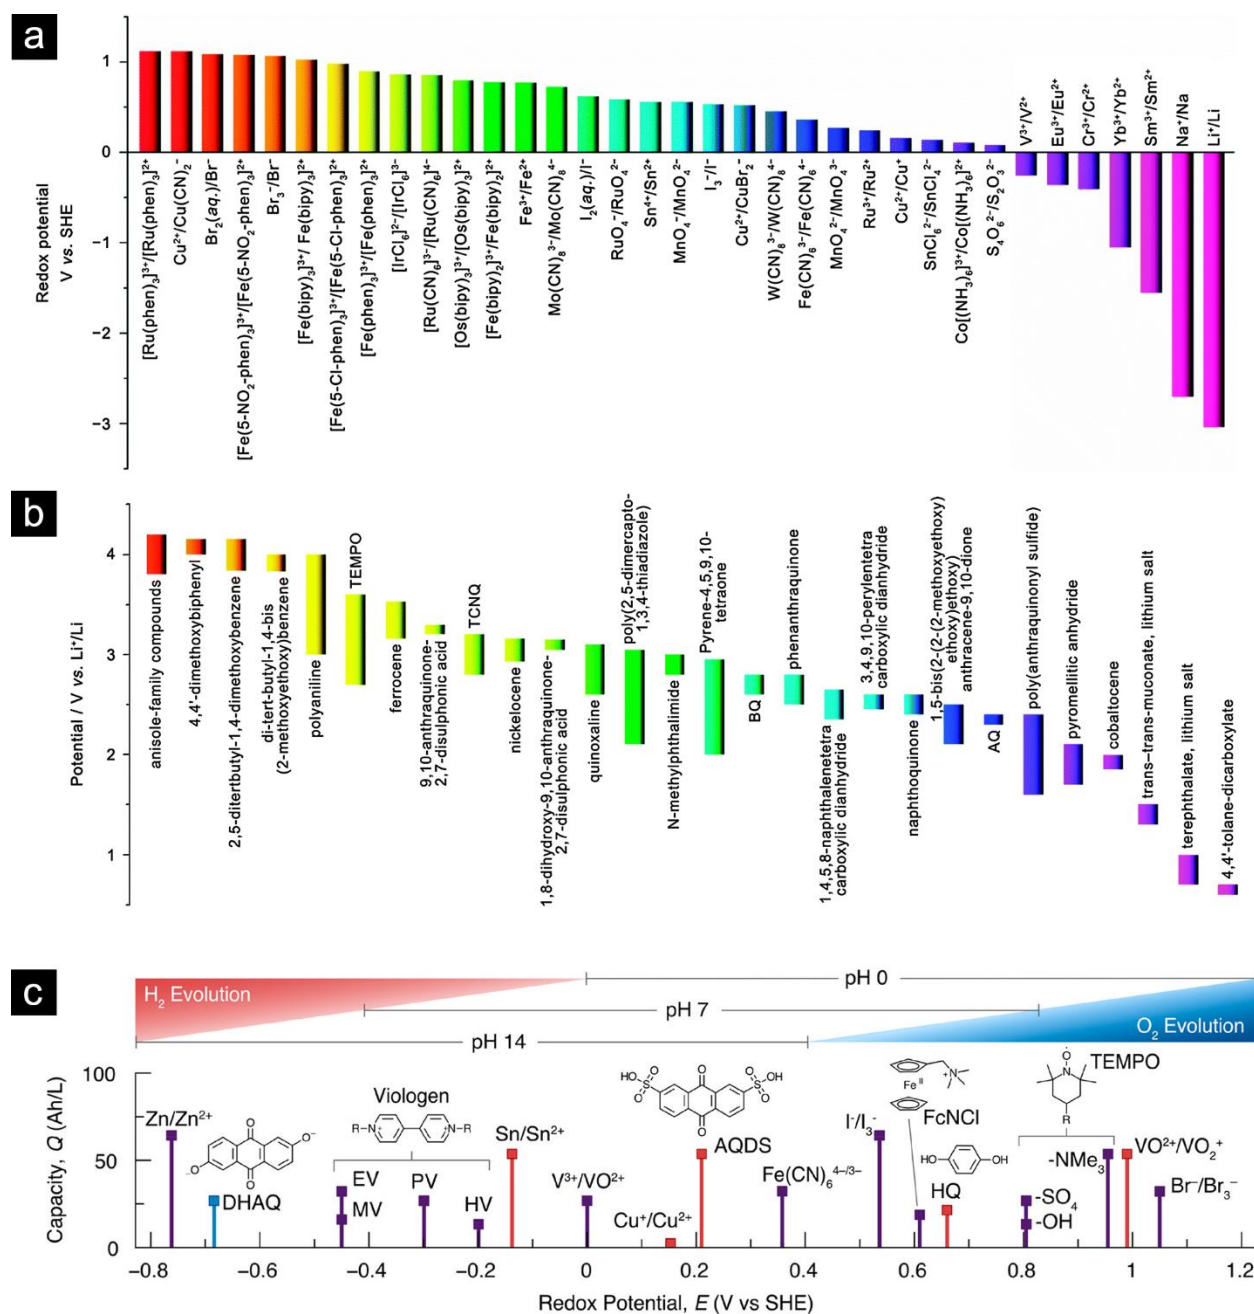 a
Redox potential
V vs. SHE
1
0
−1
−2
−3
[Ru(phen)₃]³⁺/[Ru(phen)₃]²⁺
Cu²⁺/Cu(CN)₂⁻
Br₂(aq.)/Br⁻
[Fe(5-NO₂-phen)₃]³⁺/[Fe(5-NO₂-phen)₃]²⁺
Br₃⁻/Br⁻
[Fe(bipy)₃]³⁺/ Fe(bipy)₃]²⁺
[Fe(5-Cl-phen)₃]³⁺/[Fe(5-Cl-phen)₃]²⁺
[Fe(phen)₃]³⁺/[Fe(phen)₃]²⁺
[IrCl₆]²⁻/[IrCl₆]³⁻
[Ru(CN)₆]³⁻/[Ru(CN)₆]⁴⁻
[Os(bipy)₃]³⁺/[Os(bipy)₃]²⁺
[Fe(bipy)₂]³⁺/Fe(bipy)₂]²⁺
Fe³⁺/Fe²⁺
Mo(CN)₈³⁻/Mo(CN)₈⁴⁻
I₂(aq.)/I⁻
RuO₄⁻/RuO₄²⁻
Sn⁴⁺/Sn²⁺
MnO₄⁻/MnO₄²⁻
I₃⁻/I⁻
Cu²⁺/CuBr₂⁻
W(CN)₈³⁻/W(CN)₈⁴⁻
Fe(CN)₆³⁻/Fe(CN)₆⁴⁻
MnO₄²⁻/MnO₄³⁻
Ru³⁺/Ru²⁺
Cu²⁺/Cu⁺
SnCl₆²⁻/SnCl₄²⁻
Co[(NH₃)₆]³⁺/Co[(NH₃)₆]²⁺
S₄O₆²⁻/S₂O₃²⁻
V³⁺/V²⁺
Eu³⁺/Eu²⁺
Cr³⁺/Cr²⁺
Yb³⁺/Yb²⁺
Sm³⁺/Sm²⁺
Na⁺/Na
Li⁺/Li
b
Potential / V vs. Li⁺/Li
4
3
2
1
anisole-family compounds
4,4'-dimethoxybiphenyl
2,5-ditertbutyl-1,4-dimethoxybenzene
di-tert-butyl-1,4-bis
(2-methoxyethoxy)benzene
polyaniline
TEMPO
ferrocene
9,10-anthraquinone-
2,7-disulphonic acid
TCNQ
nickelocene
1,8-dihydroxy-9,10-anthraquinone-
2,7-disulphonic acid
quinoxaline
poly(2,5-dimercapto-
1,3,4-thiadiazole)
N-methylphthalimide
Pyrene-4,5,9,10-
tetraone
BQ
phenanthraquinone
1,4,5,8-naphthalenetetra
carboxylic dianhydride
3,4,9,10-perylentetra
carboxylic dianhydride
naphthoquinone
1,5-bis(2-(2-(2-methoxyethoxy)
ethoxy)ethoxy)
anthracene-9,10-dione
AQ
poly(anthraquinonyl sulfide)
pyromellitic anhydride
cobaltocene
trans–trans-muconate, lithium salt
terephthalate, lithium salt
4,4'-tolane-dicarboxylate
c
H₂ Evolution
pH 0
pH 7
pH 14
O₂ Evolution
Capacity, Q (Ah/L)
100
50
0
Zn/Zn²⁺
O⁻
O
O
⁻O
DHAQ
Viologen
R
N⁺
N
R
EV
MV
PV
HV
Sn/Sn²⁺
V³⁺/VO²⁺
Cu⁺/Cu²⁺
HO
S
O
O
O
O
O
O
S
OH
AQDS
Fe(CN)₆⁴⁻/³⁻
I⁻/I₃⁻
Fe II
N
+
FcNCl
HO
OH
HQ
O
N
R
TEMPO
-NMe₃
-SO₄
-OH
VO²⁺/VO₂⁺
Br⁻/Br₃⁻
−0.8
−0.6
−0.4
−0.2
0
0.2
0.4
0.6
0.8
1
1.2
Redox Potential, E (V vs SHE)